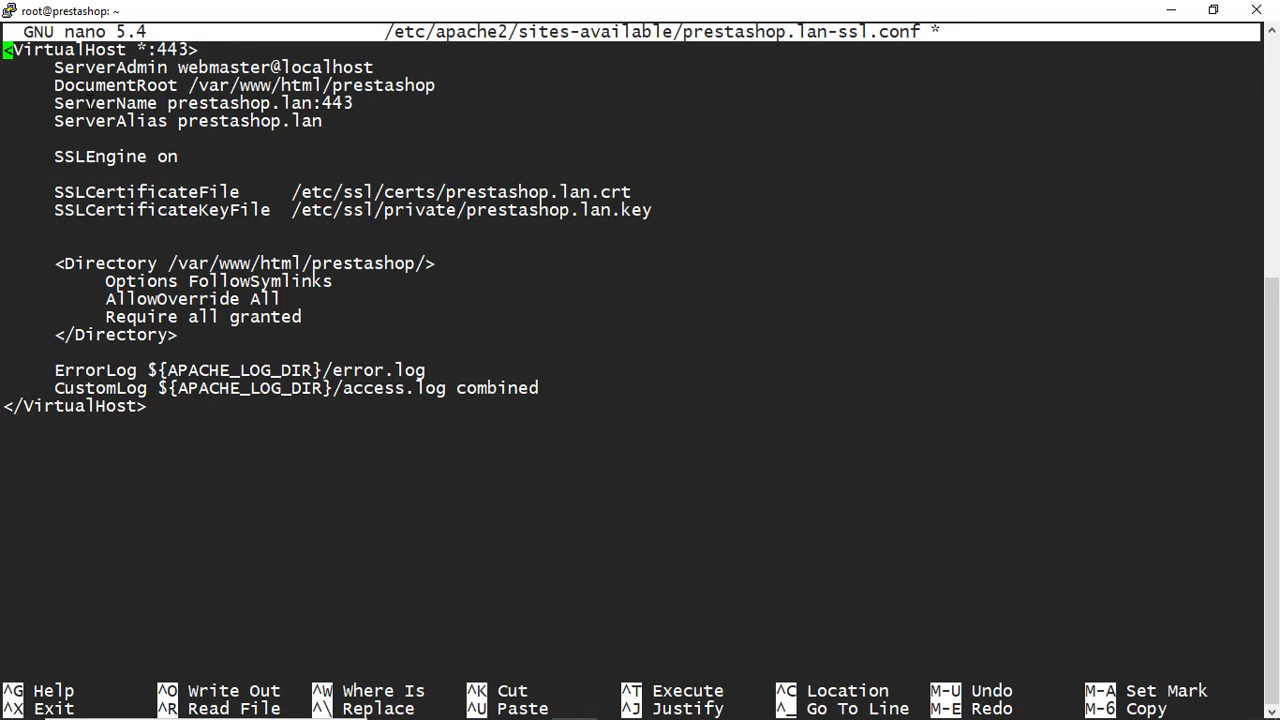 root@prestashop: ~
GNU nano 5.4 /etc/apache2/sites-available/prestashop.lan-ssl.conf *
<VirtualHost *:443>
ServerAdmin webmaster@localhost
DocumentRoot /var/www/html/prestashop
ServerName prestashop.lan:443
ServerAlias prestashop.lan
SSLEngine on
SSLCertificateFile /etc/ssl/certs/prestashop.lan.crt
SSLCertificateKeyFile /etc/ssl/private/prestashop.lan.key
<Directory /var/www/html/prestashop/>
Options FollowSymlinks
AllowOverride All
Require all granted
</Directory>
ErrorLog ${APACHE_LOG_DIR}/error.log
CustomLog ${APACHE_LOG_DIR}/access.log combined
</VirtualHost>
^G Help ^O Write Out ^W Where Is ^K Cut ^T Execute ^C Location M-U Undo M-A Set Mark
^X Exit ^R Read File ^\ Replace ^U Paste ^J Justify ^_ Go To Line M-E Redo M-6 Copy